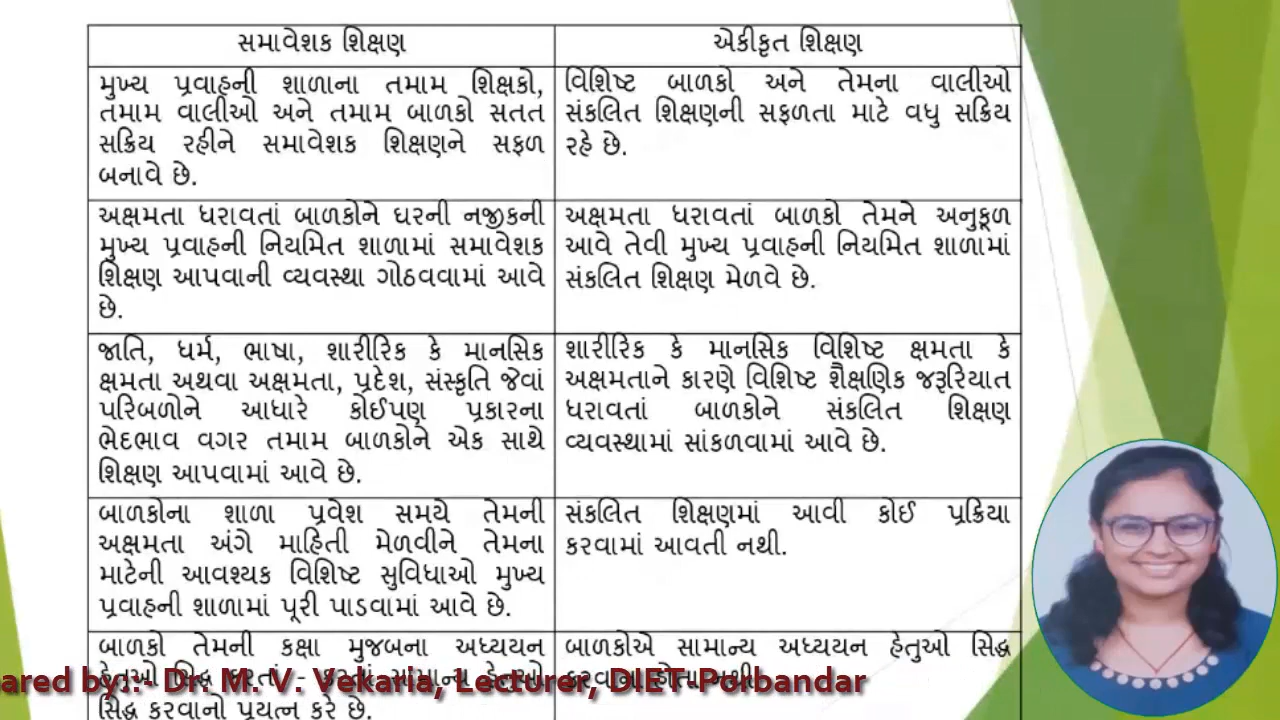 સમાવેશક શિક્ષણ
એકીકૃત શિક્ષણ
મુખ્ય પ્રવાહની શાળાના તમામ શિક્ષકો,
તમામ વાલીઓ અને તમામ બાળકો સતત
સક્રિય રહીને સમાવેશક શિક્ષણને સફળ
બનાવે છે.
વિશિષ્ટ બાળકો અને તેમના વાલીઓ
સંકલિત શિક્ષણની સફળતા માટે વધુ સક્રિય
રહે છે.
અક્ષમતા ધરાવતાં બાળકોને ઘરની નજીકની
મુખ્ય પ્રવાહની નિયમિત શાળામાં સમાવેશક
શિક્ષણ આપવાની વ્યવસ્થા ગોઠવવામાં આવે
છે.
અક્ષમતા ધરાવતાં બાળકો તેમને અનુકૂળ
આવે તેવી મુખ્ય પ્રવાહની નિયમિત શાળામાં
સંકલિત શિક્ષણ મેળવે છે.
જાતિ, ધર્મ, ભાષા, શારીરિક કે માનસિક
ક્ષમતા અથવા અક્ષમતા, પ્રદેશ, સંસ્કૃતિ જેવાં
પરિબળોને આધારે કોઈપણ પ્રકારના
ભેદભાવ વગર તમામ બાળકોને એક સાથે
શિક્ષણ આપવામાં આવે છે.
શારીરિક કે માનસિક વિશિષ્ટ ક્ષમતા કે
અક્ષમતાને કારણે વિશિષ્ટ શૈક્ષણિક જરૂરિયાત
ધરાવતાં બાળકોને સંકલિત શિક્ષણ
વ્યવસ્થામાં સાંકળવામાં આવે છે.
બાળકોના શાળા પ્રવેશ સમયે તેમની
અક્ષમતા અંગે માહિતી મેળવીને તેમના
માટેની આવશ્યક વિશિષ્ટ સુવિધાઓ મુખ્ય
પ્રવાહની શાળામાં પૂરી પાડવામાં આવે છે.
સંકલિત શિક્ષણમાં આવી કોઈ પ્રક્રિયા
કરવામાં આવતી નથી.
બાળકો તેમની કક્ષા મુજબના અધ્યયન
હેતુઓ સિદ્ધ કરતાં - કરતાં સામાન્ય હેતુઓ
સિદ્ધ કરવાનો પ્રયત્ન કરે છે.
બાળકોએ સામાન્ય અધ્યયન હેતુઓ સિદ્ધ
કરવાના હોતા નથી.
ared by:- Dr. M. V. Vekaria, Lecturer, DIET-Porbandar